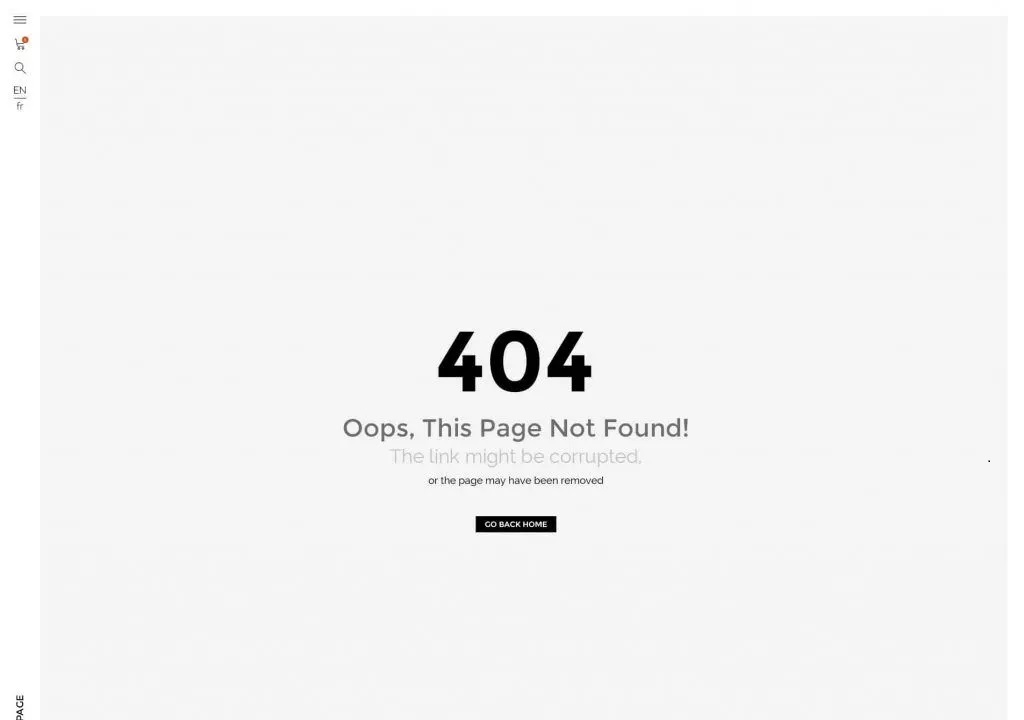 EN
fr
404
Oops, This Page Not Found!
The link might be corrupted,
or the page may have been removed
GO BACK HOME
PAGE